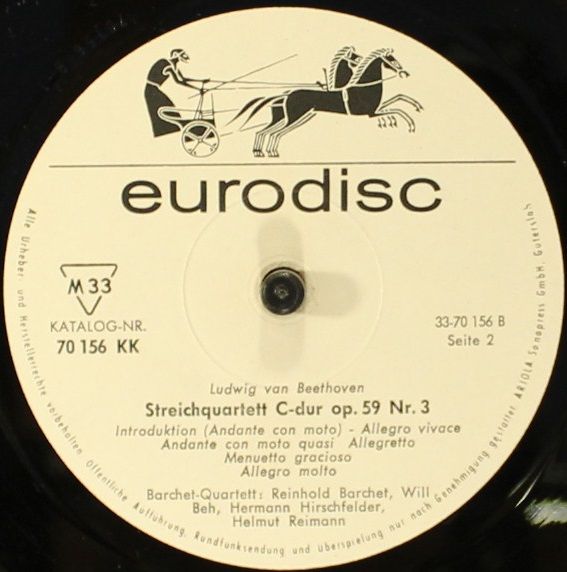 eurodisc
M 33
KATALOG-NR.
70 156 KK
33-70 156 B
Seite 2
Ludwig van Beethoven
Streichquartett C-dur op. 59 Nr. 3
Introduktion (Andante con moto) - Allegro vivace
Andante con moto quasi Allegretto
Menuetto gracioso
Allegro molto
Barchet-Quartett: Reinhold Barchet, Will
Beh, Hermann Hirschfelder,
Helmut Reimann
Alle Urheber- und Herstellerrechte vorbehalten. Öffentliche Aufführung, Rundfunksendung und Überspielung nur nach Genehmigung gestattet. ARIOLA Sonopress GmbH. Gütersloh